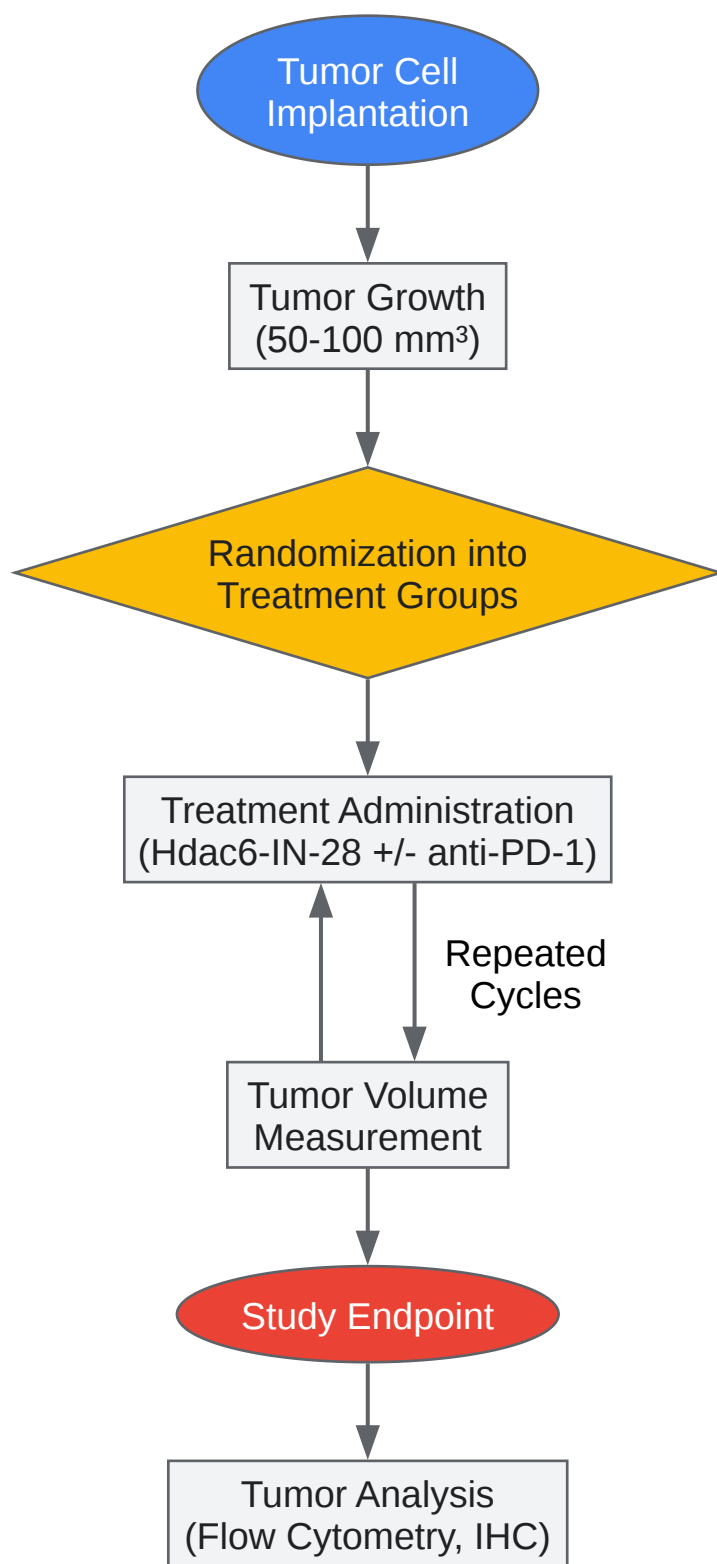 Tumor Cell
Implantation
Tumor Growth
(50-100 mm³)
Randomization into
Treatment Groups
Treatment Administration
(Hdac6-IN-28 +/- anti-PD-1)
Repeated
Cycles
Tumor Volume
Measurement
Study Endpoint
Tumor Analysis
(Flow Cytometry, IHC)